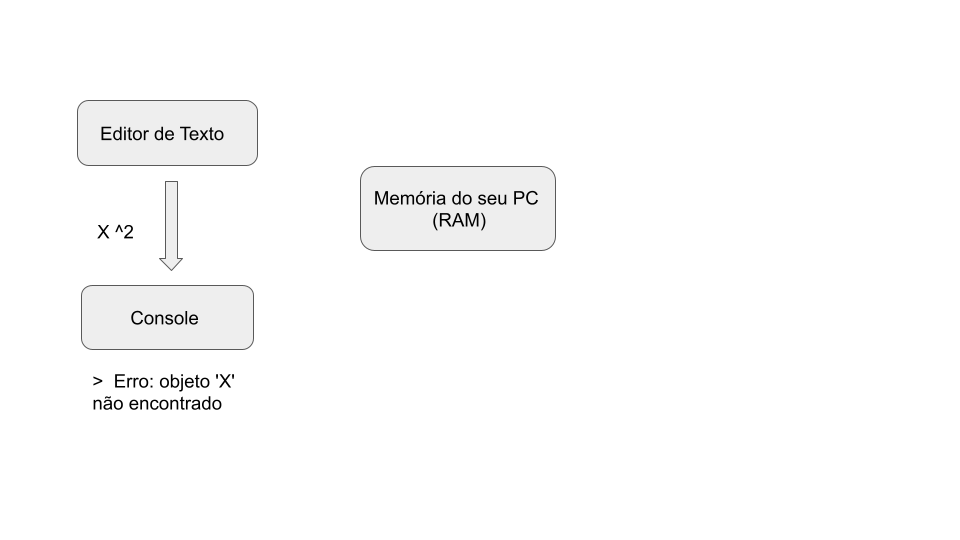 Editor de Texto
Memória do seu PC
(RAM)
X ^2
Console
> Erro: objeto 'X'
não encontrado